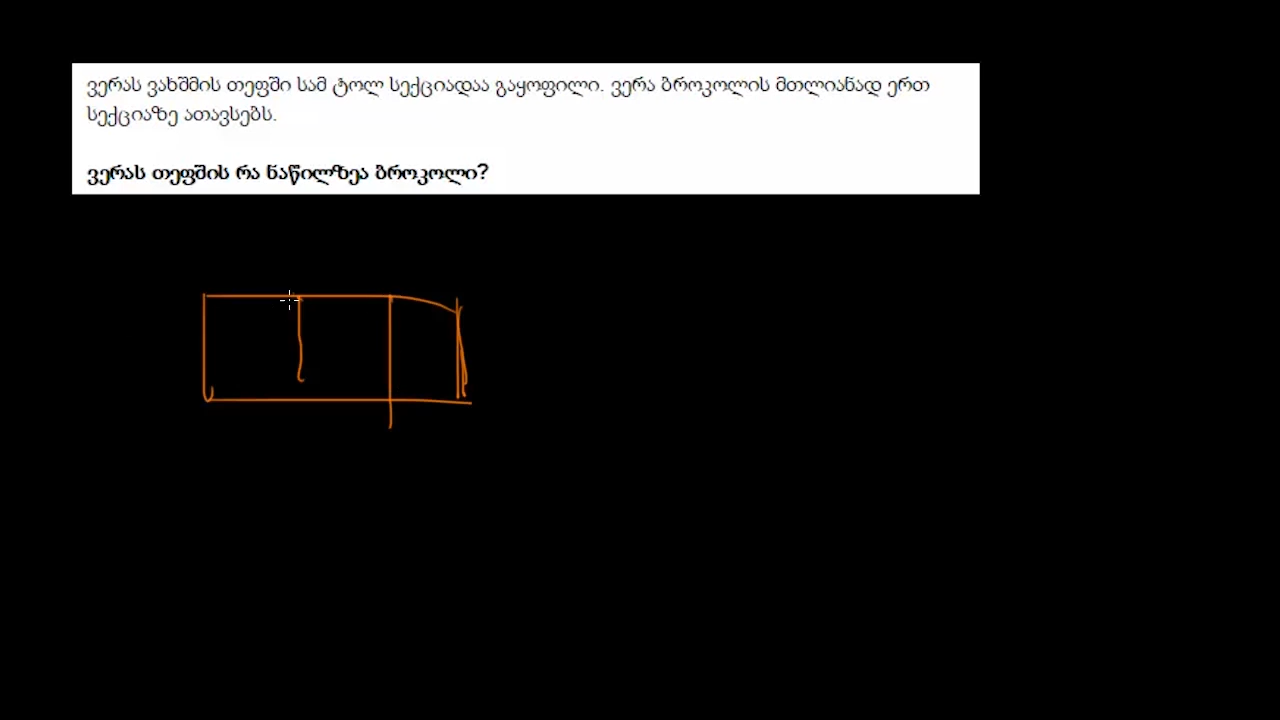 ვერას ვახშმის თეფში სამ ტოლ სექციადაა გაყოფილი. ვერა ბროკოლის მთლიანად ერთ
სექციაზე ათავსებს.
ვერას თეფშის რა ნაწილზეა ბროკოლი?